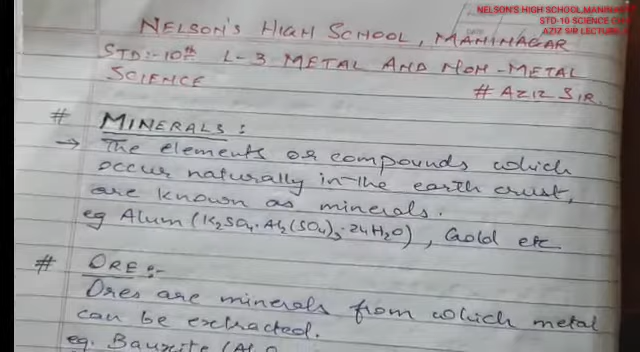 NELSON'S HIGH SCHOOL, MANINAGAR
STD-10 SCIENCE
AZIZ SIR LECTURE
NELSON'S HIGH SCHOOL, MANINAGAR
STD:- 10th L-3 METAL AND NON-METAL
SCIENCE # AZIZ SIR.
# MINERALS:
→ The elements or compounds which
occur naturally in the earth crust,
are known as minerals.
eg Alum (K2SO4·Al2(SO4)3·24H2O), Gold etc
# ORE:-
Ores are minerals from which metal
can be extracted.
eg. Bauxite (Al